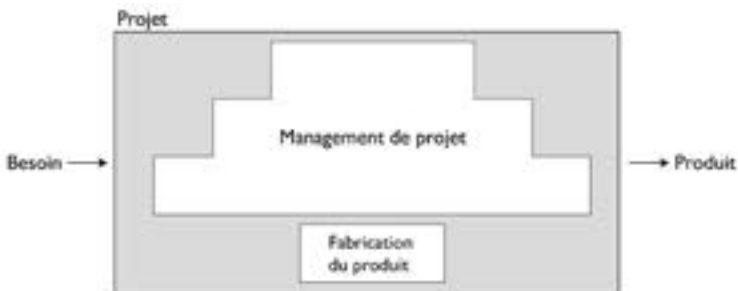 Projet
Management de projet
Besoin
Produit
Fabrication
du produit